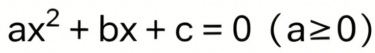 ax² + bx + c = 0 (a≥0)